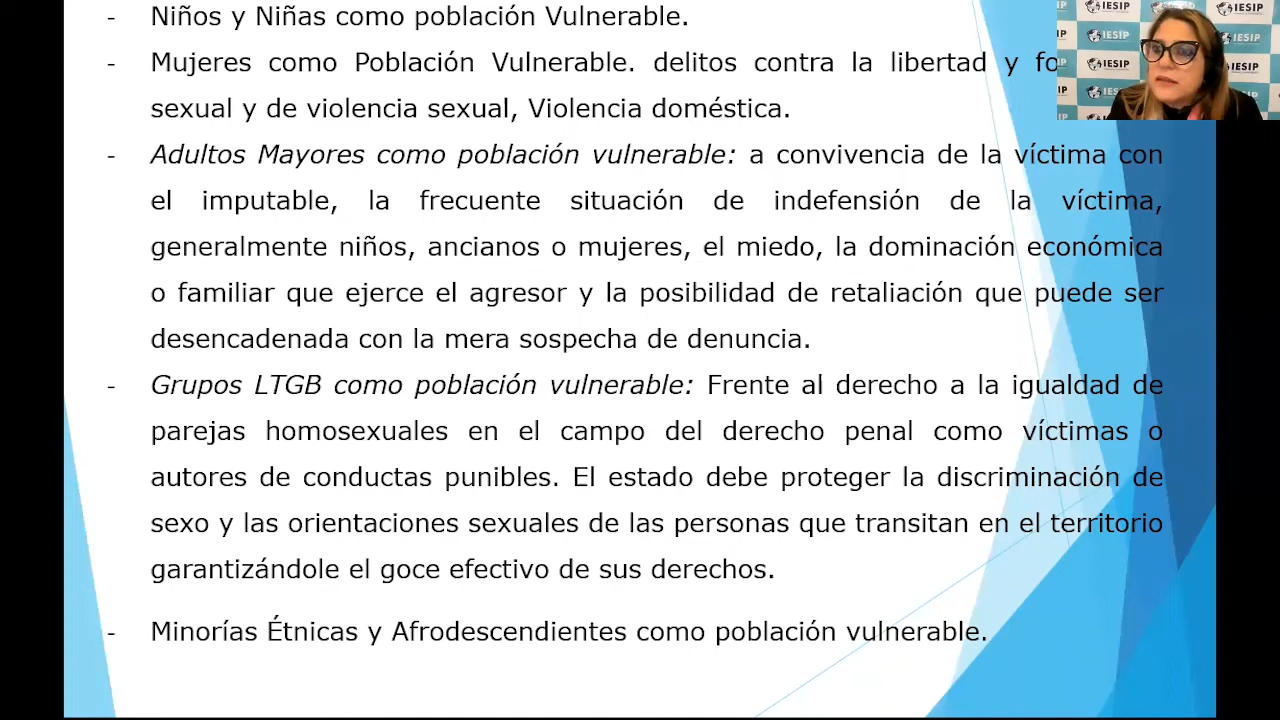 - Niños y Niñas como población Vulnerable.
- Mujeres como Población Vulnerable. delitos contra la libertad y fo
sexual y de violencia sexual, Violencia doméstica.
- Adultos Mayores como población vulnerable: a convivencia de la víctima con
el imputable, la frecuente situación de indefensión de la víctima,
generalmente niños, ancianos o mujeres, el miedo, la dominación económica
o familiar que ejerce el agresor y la posibilidad de retaliación que puede ser
desencadenada con la mera sospecha de denuncia.
- Grupos LTGB como población vulnerable: Frente al derecho a la igualdad de
parejas homosexuales en el campo del derecho penal como víctimas o
autores de conductas punibles. El estado debe proteger la discriminación de
sexo y las orientaciones sexuales de las personas que transitan en el territorio
garantizándole el goce efectivo de sus derechos.
- Minorías Étnicas y Afrodescendientes como población vulnerable.
IESIP
IESIP
IESIP
IESIP
IESIP
IESIP